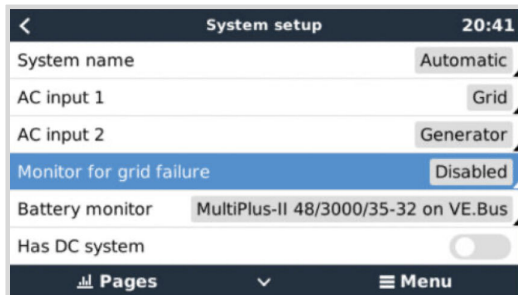 System setup 20:41
System name Automatic
AC input 1 Grid
AC input 2 Generator
Monitor for grid failure Disabled
Battery monitor MultiPlus-II 48/3000/35-32 on VE.Bus
Has DC system
Pages Menu